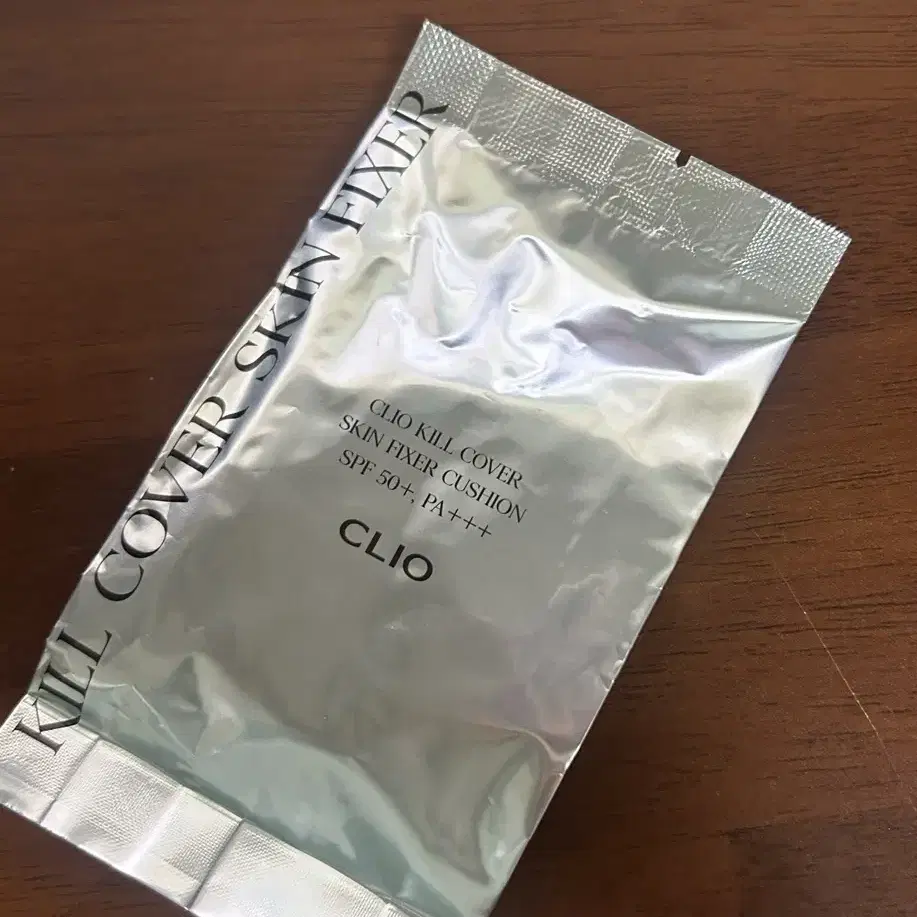 KILL COVER SKIN FIXER
CLIO KILL COVER
SKIN FIXER CUSHION
SPF 50+, PA+++
CLIO